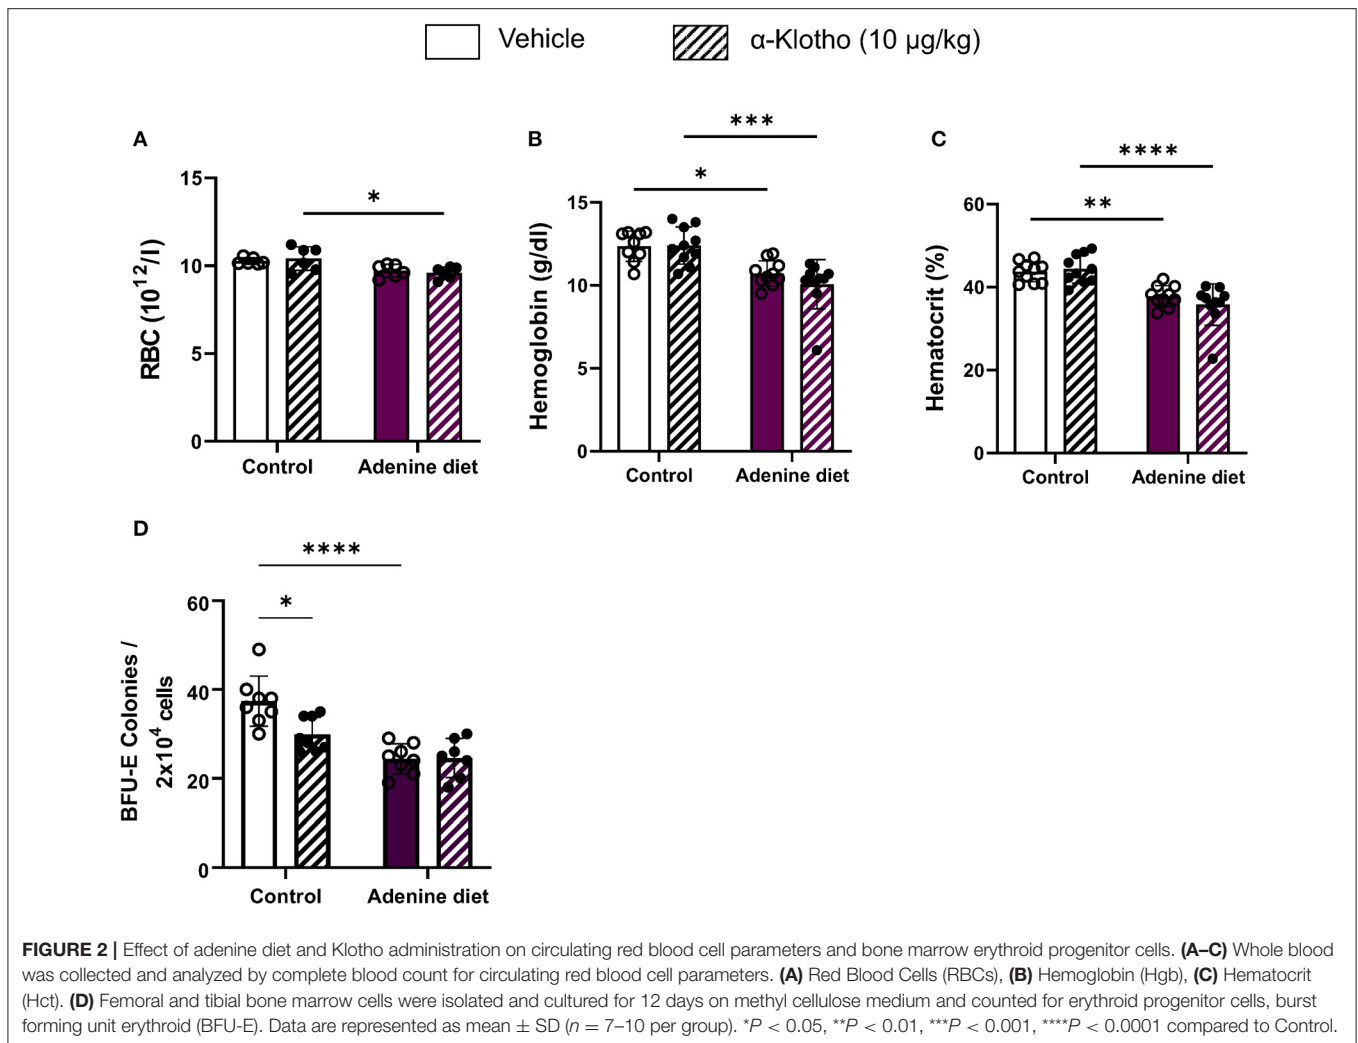 Vehicle
α-Klotho (10 µg/kg)
A
*
15
10
5
0
RBC (10¹²/l)
Control
Adenine diet
B
***
*
15
10
5
0
Hemoglobin (g/dl)
Control
Adenine diet
C
****
**
60
40
20
0
Hematocrit (%)
Control
Adenine diet
D
****
*
60
40
20
0
BFU-E Colonies /
2x10⁴ cells
Control
Adenine diet
FIGURE 2 | Effect of adenine diet and Klotho administration on circulating red blood cell parameters and bone marrow erythroid progenitor cells. (A–C) Whole blood
was collected and analyzed by complete blood count for circulating red blood cell parameters. (A) Red Blood Cells (RBCs), (B) Hemoglobin (Hgb), (C) Hematocrit
(Hct). (D) Femoral and tibial bone marrow cells were isolated and cultured for 12 days on methyl cellulose medium and counted for erythroid progenitor cells, burst
forming unit erythroid (BFU-E). Data are represented as mean ± SD (n = 7–10 per group). *P < 0.05, **P < 0.01, ***P < 0.001, ****P < 0.0001 compared to Control.